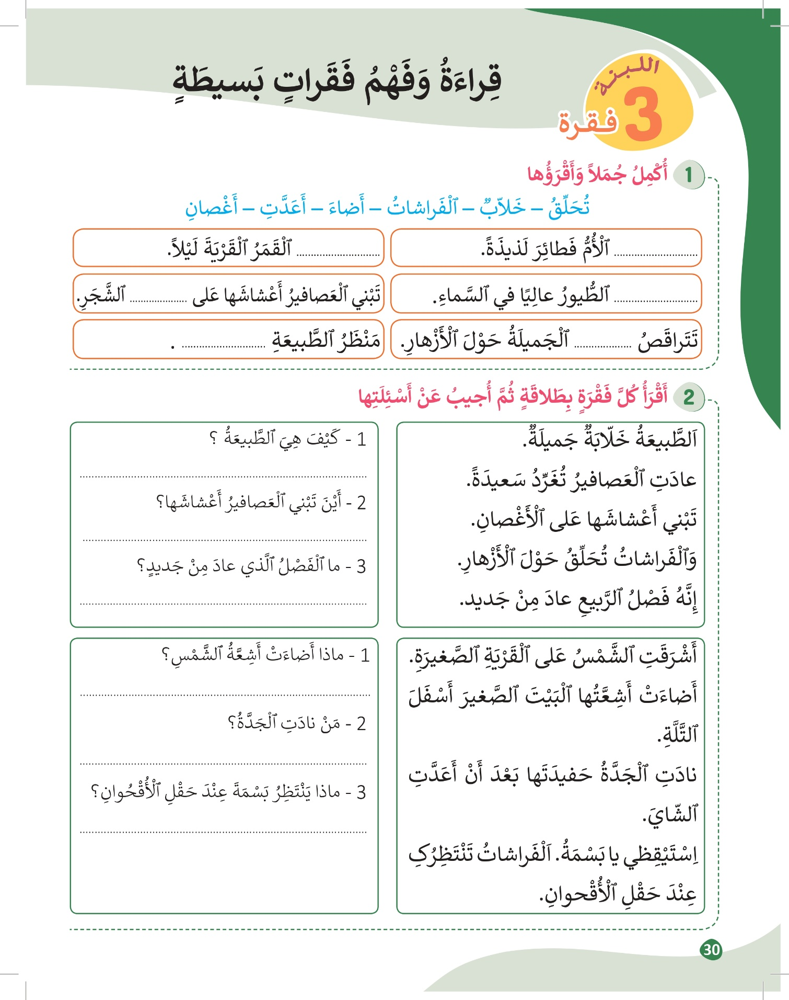 اللبنة
3
فقرة
قِراءَةُ وَفَهْمُ فَقَراتٍ بَسيطَةٍ
1 أُكْمِلُ جُمَلاً وَأَقْرَؤُها
تُحَلِّقُ – خَلاّبٌ – ٱلْفَراشاتُ – أَضاءَ – أَعَدَّتِ – أَغْصانِ
.............................. ٱلْأُمُّ فَطائِرَ لَذيذَةً.
.............................. ٱلْقَمَرُ ٱلْقَرْيَةَ لَيْلاً.
.............................. ٱلطُّيورُ عالِيًا في ٱلسَّماءِ.
تَبْني ٱلْعَصافيرُ أَعْشاشَها عَلى .................... ٱلشَّجَرِ.
تَتَراقَصُ .................... ٱلْجَميلَةُ حَوْلَ ٱلْأَزْهارِ.
مَنْظَرُ ٱلطَّبيعَةِ .............................. .
2 أَقْرَأُ كُلَّ فَقْرَةٍ بِطَلاقَةٍ ثُمَّ أُجيبُ عَنْ أَسْئِلَتِها
اَلطَّبيعَةُ خَلّابَةٌ جَميلَةٌ.
عادَتِ ٱلْعَصافيرُ تُغَرِّدُ سَعيدَةً.
تَبْني أَعْشاشَها عَلى ٱلْأَغْصانِ.
وَٱلْفَراشاتُ تُحَلِّقُ حَوْلَ ٱلْأَزْهارِ.
إِنَّهُ فَصْلُ ٱلرَّبيعِ عادَ مِنْ جَديد.
1 - كَيْفَ هِيَ ٱلطَّبيعَةُ ؟
2 - أَيْنَ تَبْني ٱلْعَصافيرُ أَعْشاشَها؟
3 - ما ٱلْفَصْلُ ٱلَّذي عادَ مِنْ جَديدٍ؟
أَشْرَقَتِ ٱلشَّمْسُ عَلى ٱلْقَرْيَةِ ٱلصَّغيرَةِ.
أَضاءَتْ أَشِعَّتُها ٱلْبَيْتَ ٱلصَّغيرَ أَسْفَلَ
ٱلتَّلَّةِ.
نادَتِ ٱلْجَدَّةُ حَفيدَتَها بَعْدَ أَنْ أَعَدَّتِ
ٱلشّايَ.
اِسْتَيْقِظي يا بَسْمَةُ. اَلْفَراشاتُ تَنْتَظِرُكِ
عِنْدَ حَقْلِ ٱلْأُقْحوانِ.
1 - ماذا أَضاءَتْ أَشِعَّةُ ٱلشَّمْسِ؟
2 - مَنْ نادَتِ ٱلْجَدَّةُ؟
3 - ماذا يَنْتَظِرُ بَسْمَةَ عِنْدَ حَقْلِ ٱلْأُقْحُوانِ؟
30